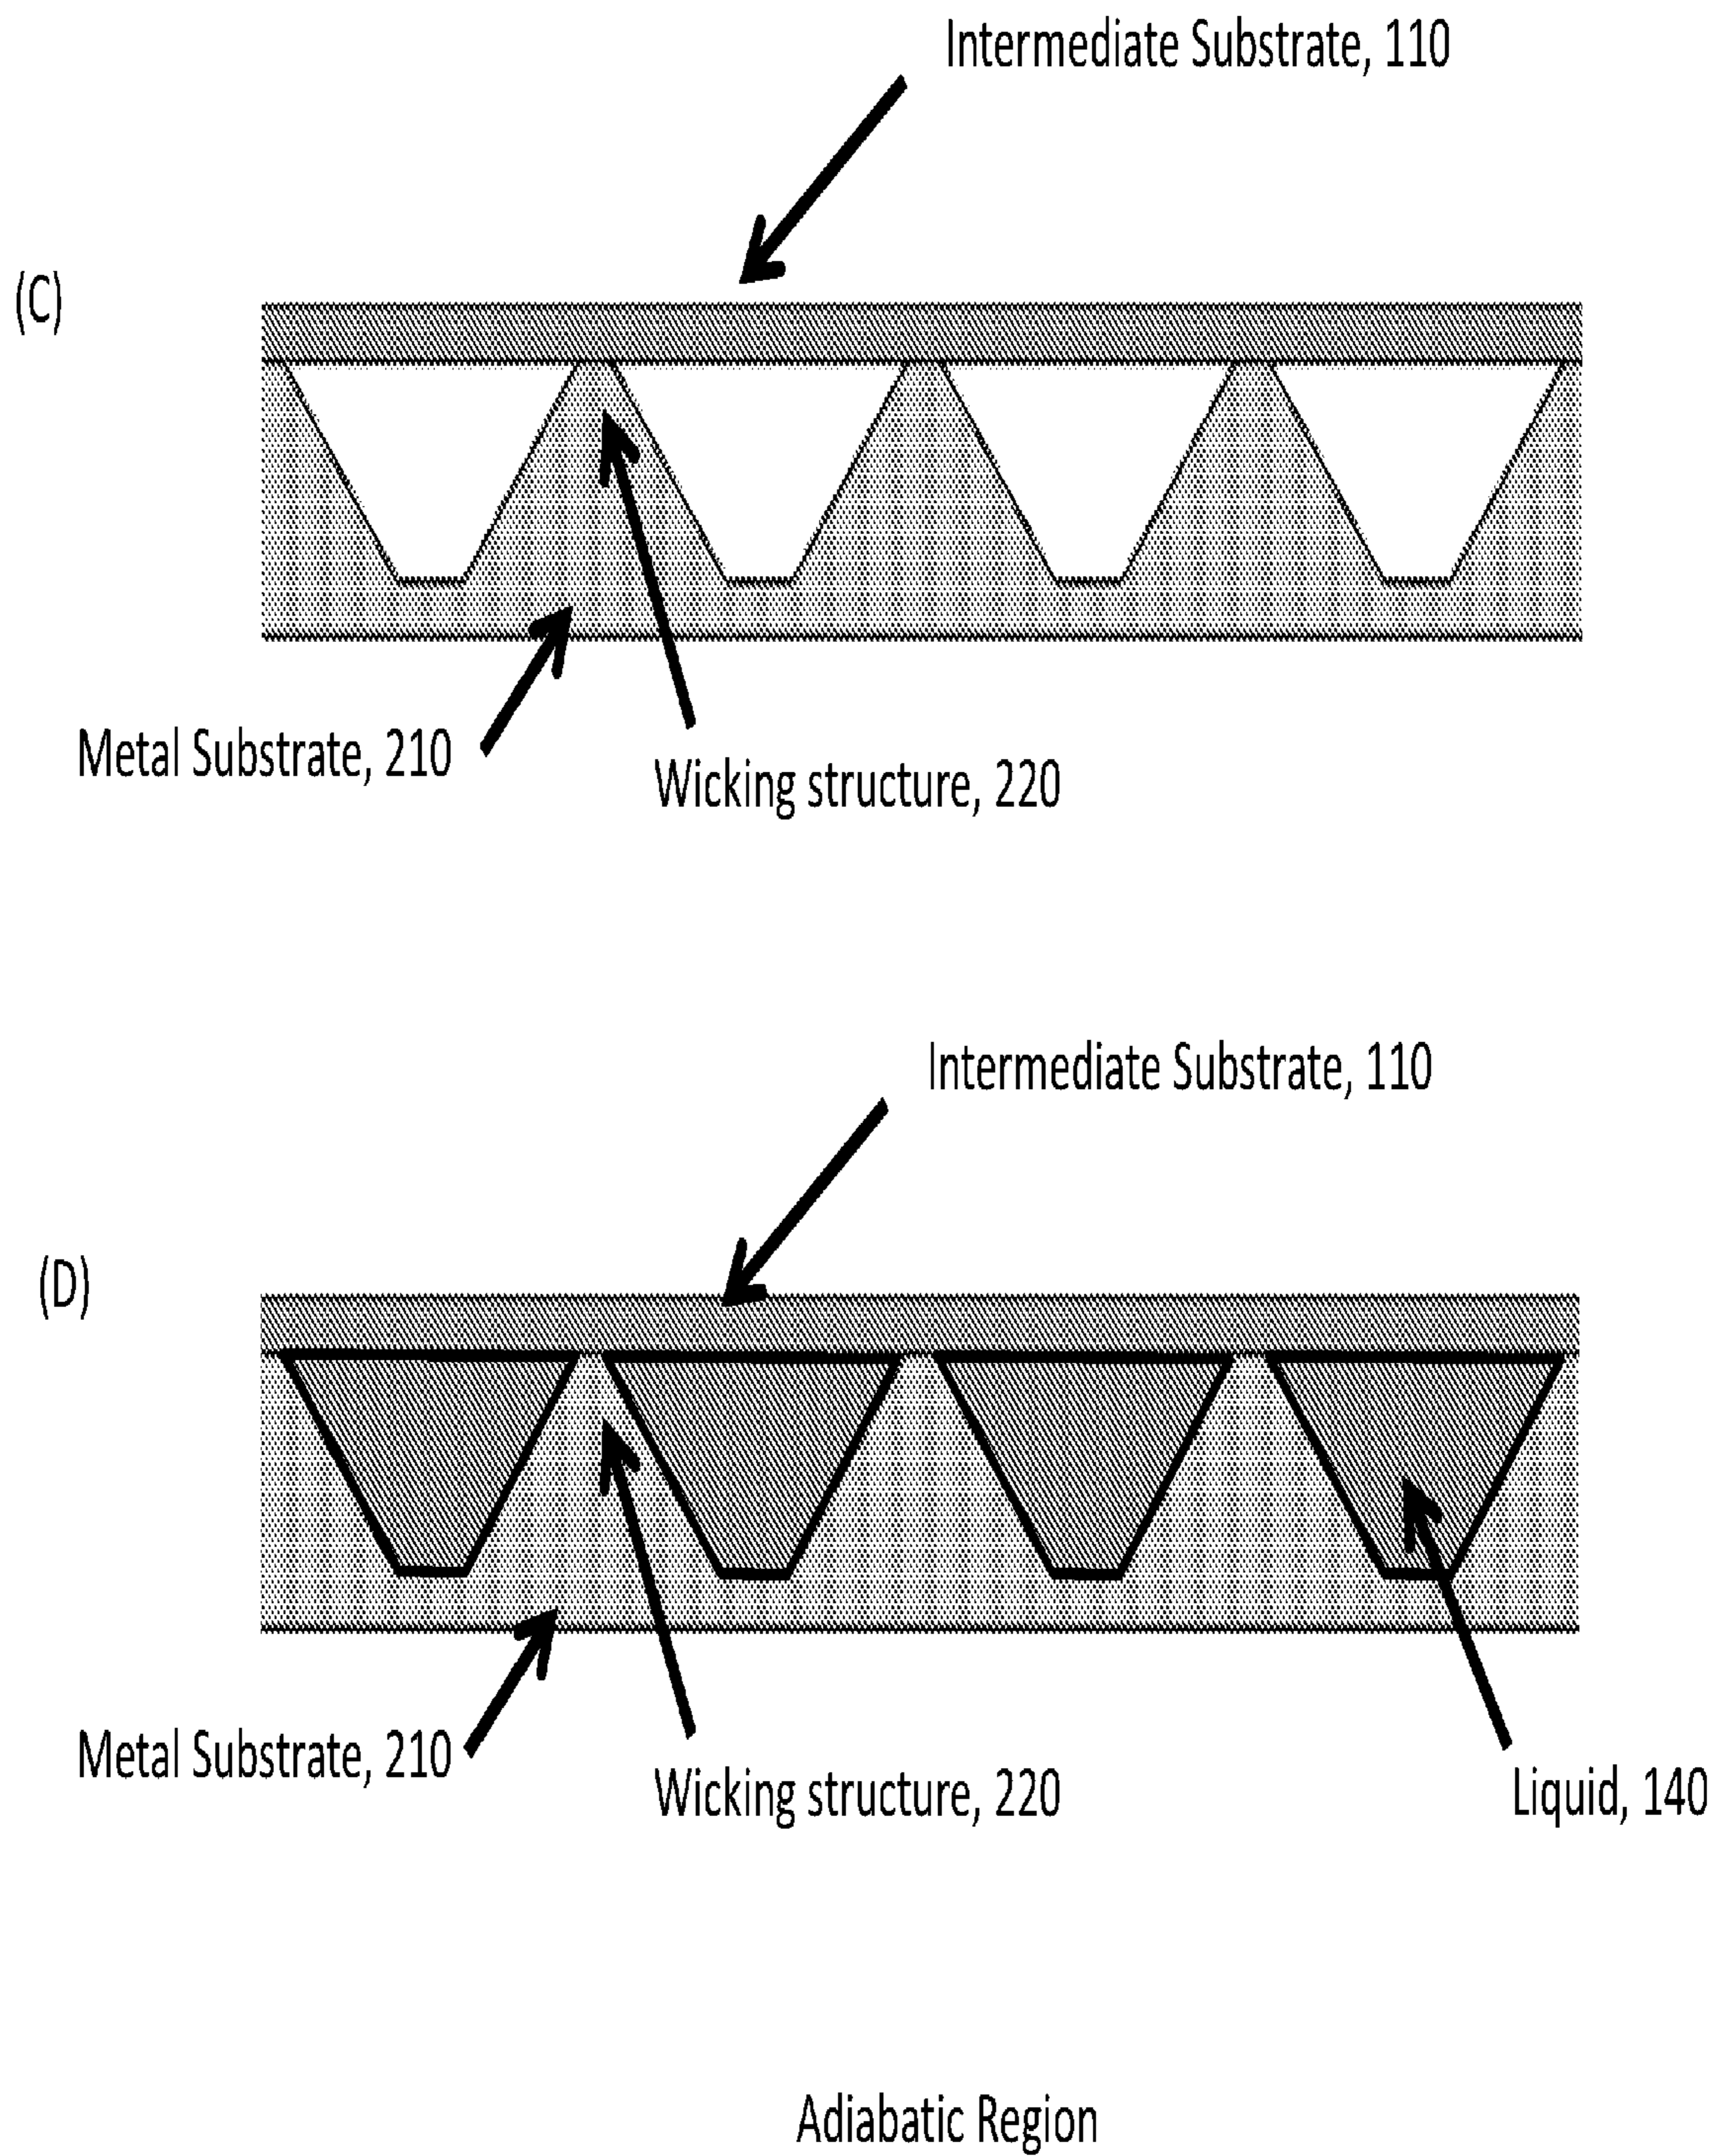 Intermediate Substrate, 110
(C)
Metal Substrate, 210
Wicking structure, 220
Intermediate Substrate, 110
(D)
Metal Substrate, 210
Wicking structure, 220
Liquid, 140
Adiabatic Region